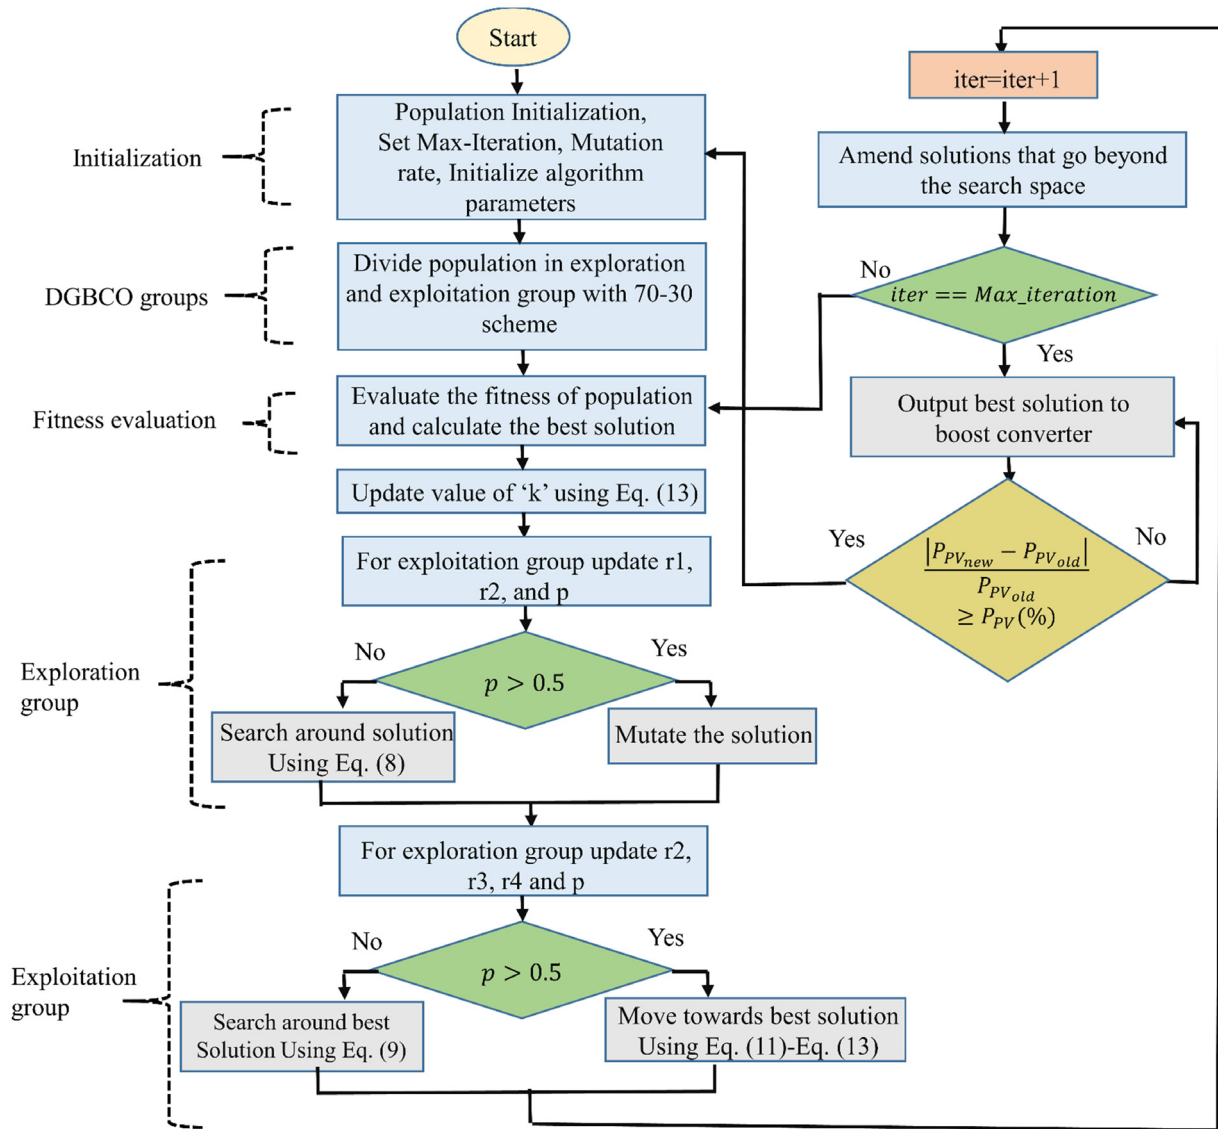 Start
Initialization
Population Initialization,
Set Max-Iteration, Mutation
rate, Initialize algorithm
parameters
DGBCO groups
Divide population in exploration
and exploitation group with 70-30
scheme
Fitness evaluation
Evaluate the fitness of population
and calculate the best solution
Update value of ‘k’ using Eq. (13)
Exploration
group
For exploitation group update r1,
r2, and p
p > 0.5
No
Yes
Search around solution
Using Eq. (8)
Mutate the solution
Exploitation
group
For exploration group update r2,
r3, r4 and p
p > 0.5
No
Yes
Search around best
Solution Using Eq. (9)
Move towards best solution
Using Eq. (11)-Eq. (13)
iter=iter+1
Amend solutions that go beyond
the search space
iter == Max_iteration
No
Yes
Output best solution to
boost converter
|P_PV_new − P_PV_old|
P_PV_old
≥ P_PV(%)
Yes
No